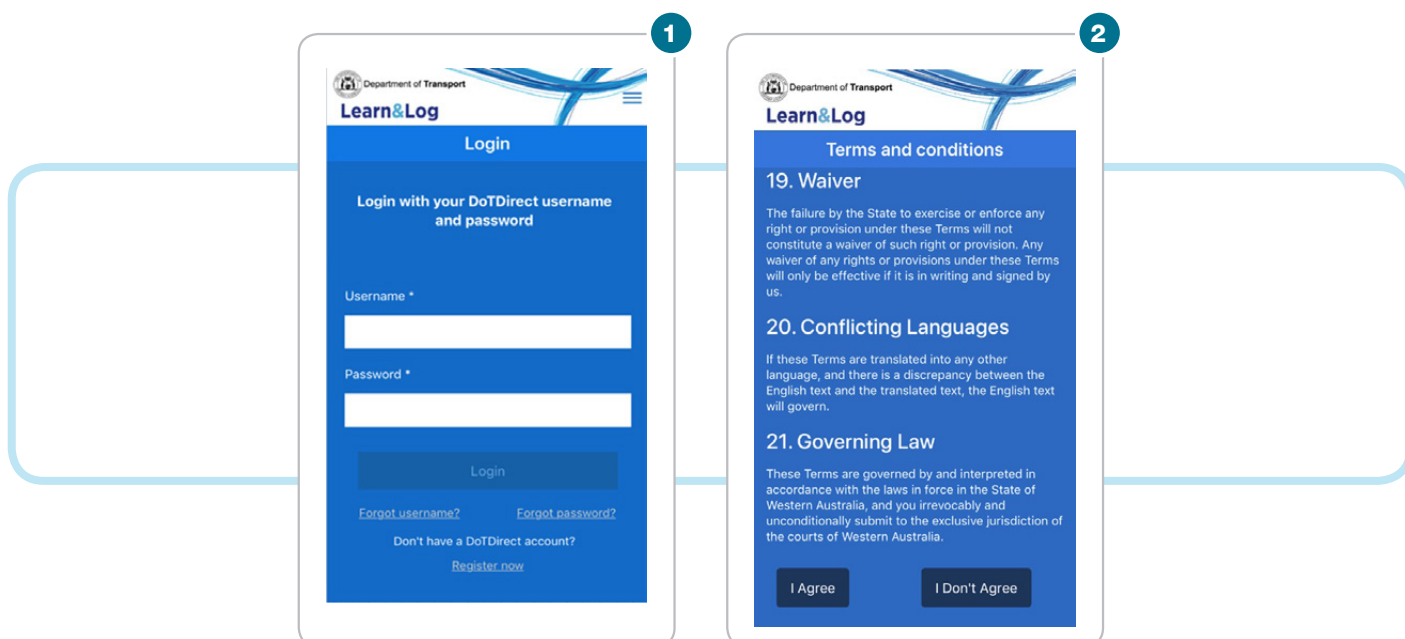 1
Department of Transport
Learn&Log
Login
Login with your DoTDirect username
and password
Username *
Password *
Login
Forgot username? Forgot password?
Don't have a DoTDirect account?
Register now
2
Department of Transport
Learn&Log
Terms and conditions
19. Waiver
The failure by the State to exercise or enforce any
right or provision under these Terms will not
constitute a waiver of such right or provision. Any
waiver of any rights or provisions under these Terms
will only be effective if it is in writing and signed by
us.
20. Conflicting Languages
If these Terms are translated into any other
language, and there is a discrepancy between the
English text and the translated text, the English text
will govern.
21. Governing Law
These Terms are governed by and interpreted in
accordance with the laws in force in the State of
Western Australia, and you irrevocably and
unconditionally submit to the exclusive jurisdiction of
the courts of Western Australia.
I Agree I Don't Agree